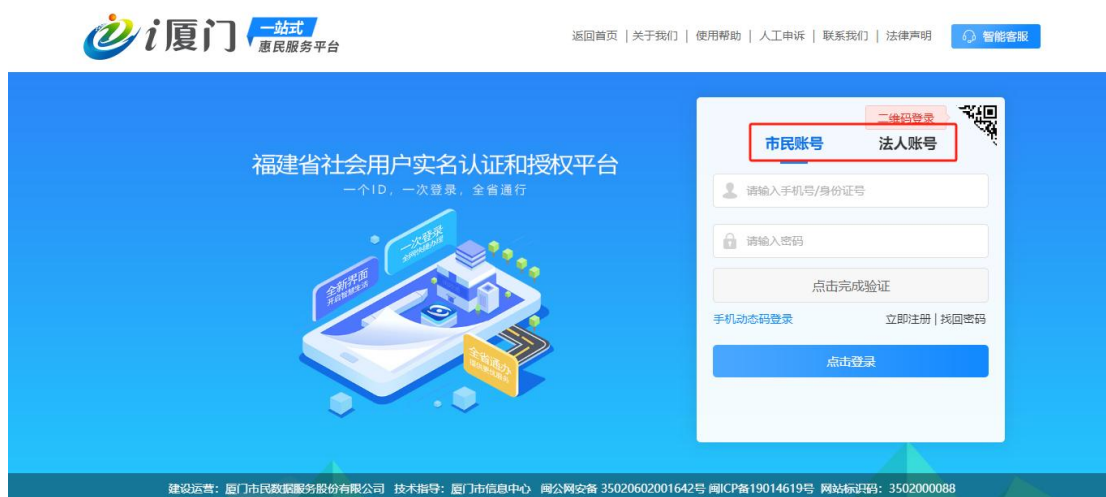 i厦门 一站式
惠民服务平台
返回首页 | 关于我们 | 使用帮助 | 人工申诉 | 联系我们 | 法律声明 智能客服
二维码登录
市民账号 法人账号
福建省社会用户实名认证和授权平台
一个ID，一次登录，全省通行
请输入手机号/身份证号
请输入密码
点击完成验证
手机动态码登录 立即注册 | 找回密码
点击登录
一次登录
全新界面
开启智慧生活
全省通办
建设运营：厦门市民数据服务股份有限公司 技术指导：厦门市信息中心 闽公网安备 35020602001642号 闽ICP备19014619号 网站标识码：3502000088